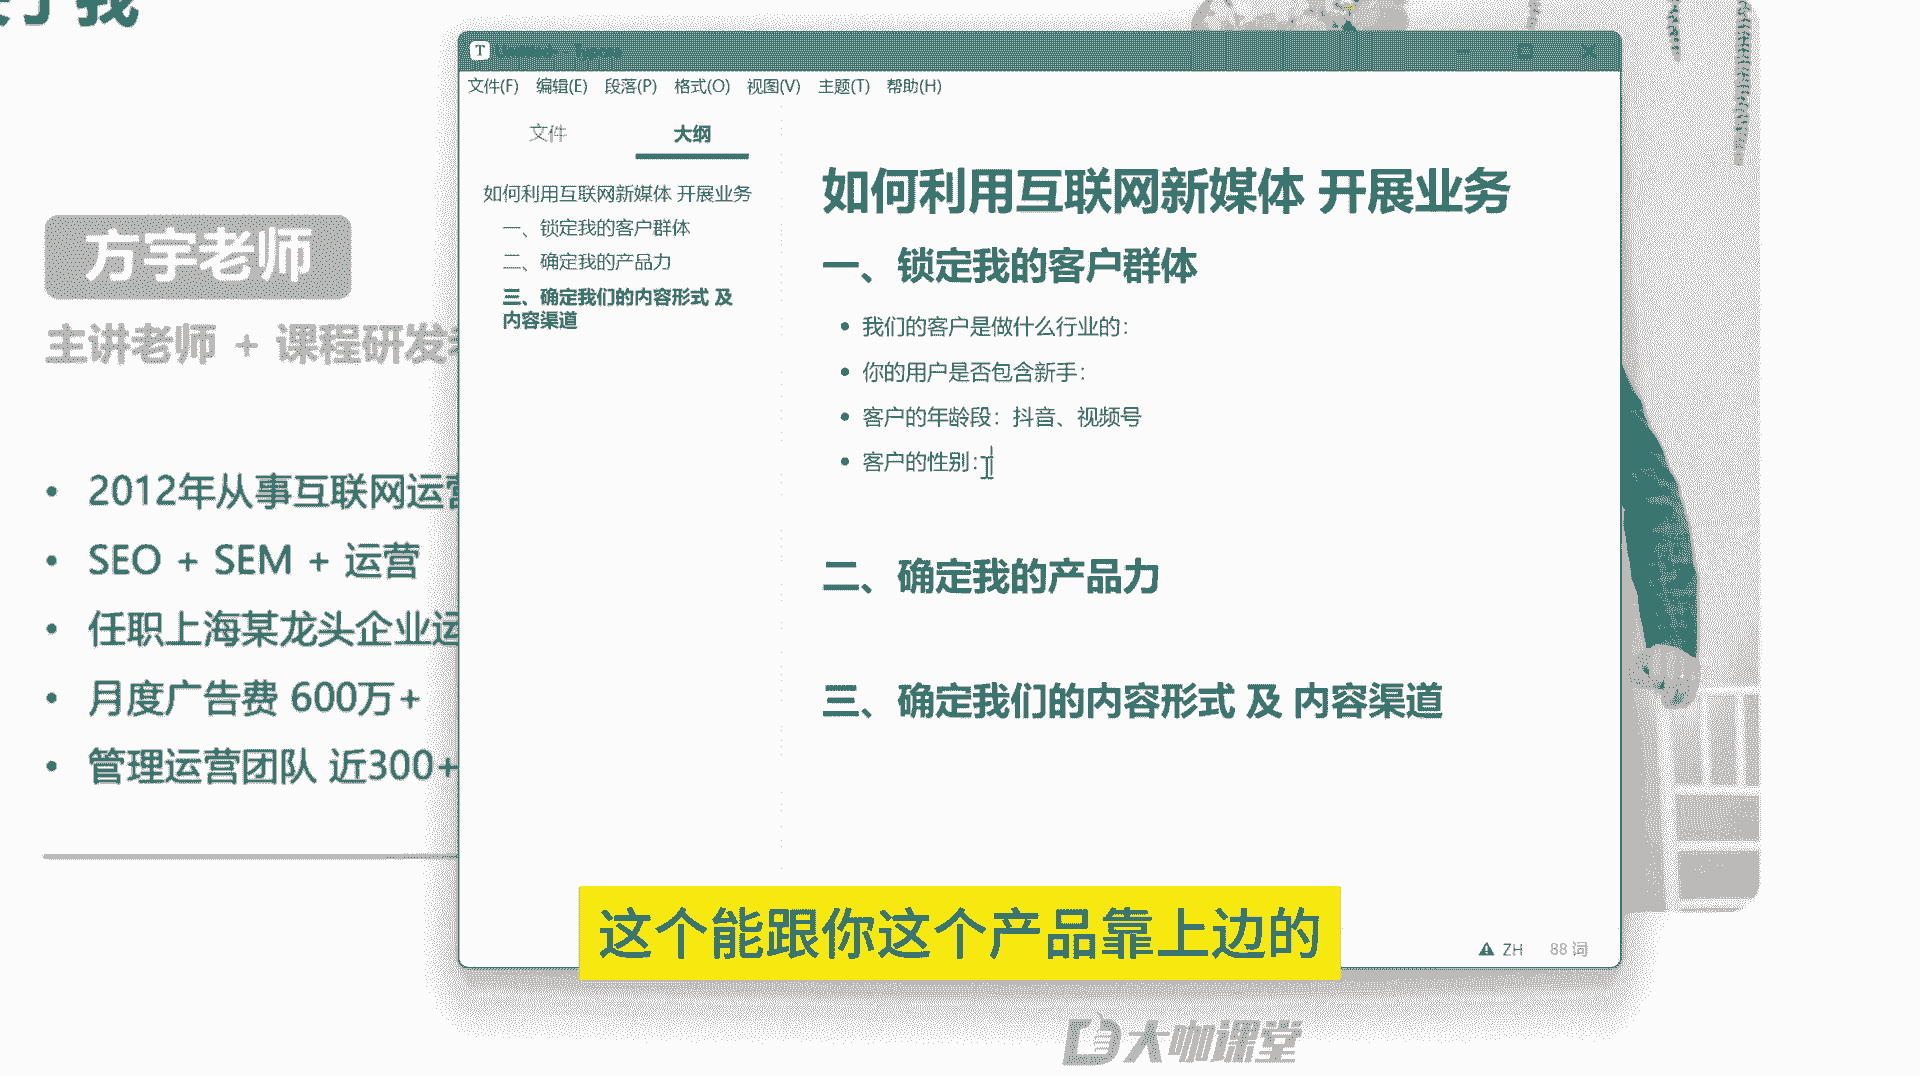 方宇老师
主讲老师 + 课程研发
2012年从事互联网运营
SEO + SEM + 运营
任职上海某龙头企业运
月度广告费 600万+
管理运营团队 近300+
文件(F) 编辑(E) 段落(P) 格式(O) 视图(V) 主题(T) 帮助(H)
文件 大纲
如何利用互联网新媒体 开展业务
一、锁定我的客户群体
二、确定我的产品力
三、确定我们的内容形式 及
内容渠道
如何利用互联网新媒体 开展业务
一、锁定我的客户群体
我们的客户是做什么行业的：
你的用户是否包含新手：
客户的年龄段：抖音、视频号
客户的性别：
二、确定我的产品力
三、确定我们的内容形式 及 内容渠道
ZH 88 词
这个能跟你这个产品靠上边的
大咖课堂